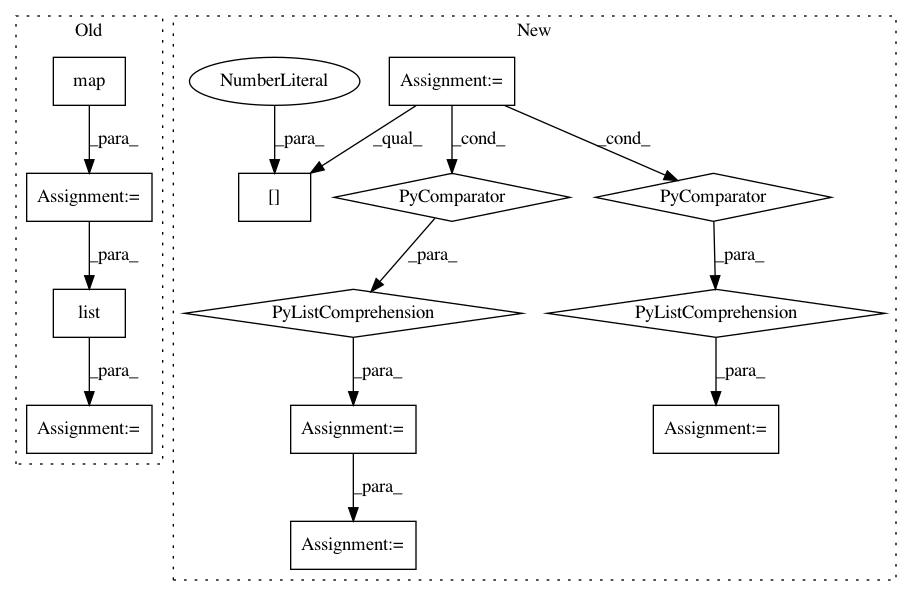 Old
New
map
NumberLiteral
Assignment:=
_para_
_para_
_qual_
_cond_
_cond_
Assignment:=
[]
PyComparator
PyComparator
_para_
_para_
_para_
list
PyListComprehension
PyListComprehension
_para_
_para_
_para_
Assignment:=
Assignment:=
Assignment:=
_para_
Assignment:=